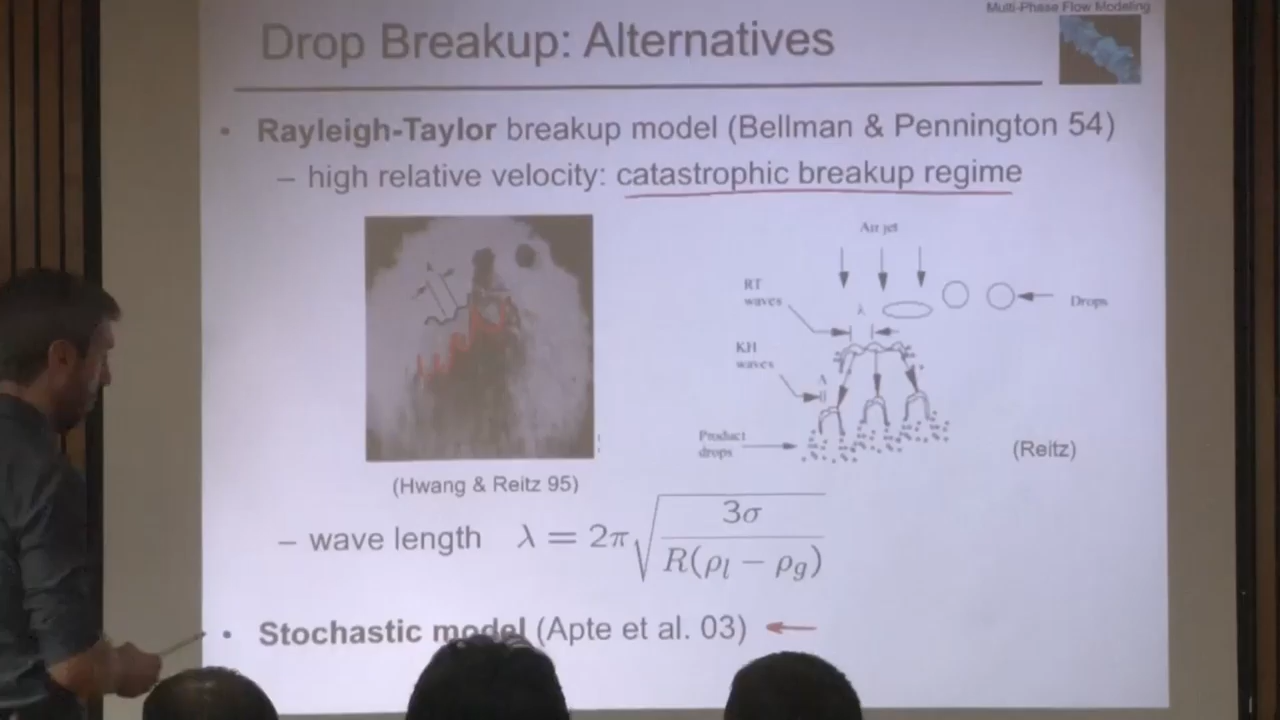 Multi-Phase Flow Modeling
Drop Breakup: Alternatives
• Rayleigh-Taylor breakup model (Bellman & Pennington 54)
– high relative velocity: catastrophic breakup regime
Air jet
RT
waves
λ
Drops
KH
waves
Λ
Product
drops
(Reitz)
(Hwang & Reitz 95)
– wave length λ = 2π√(3σ / R(ρl − ρg))
• Stochastic model (Apte et al. 03)